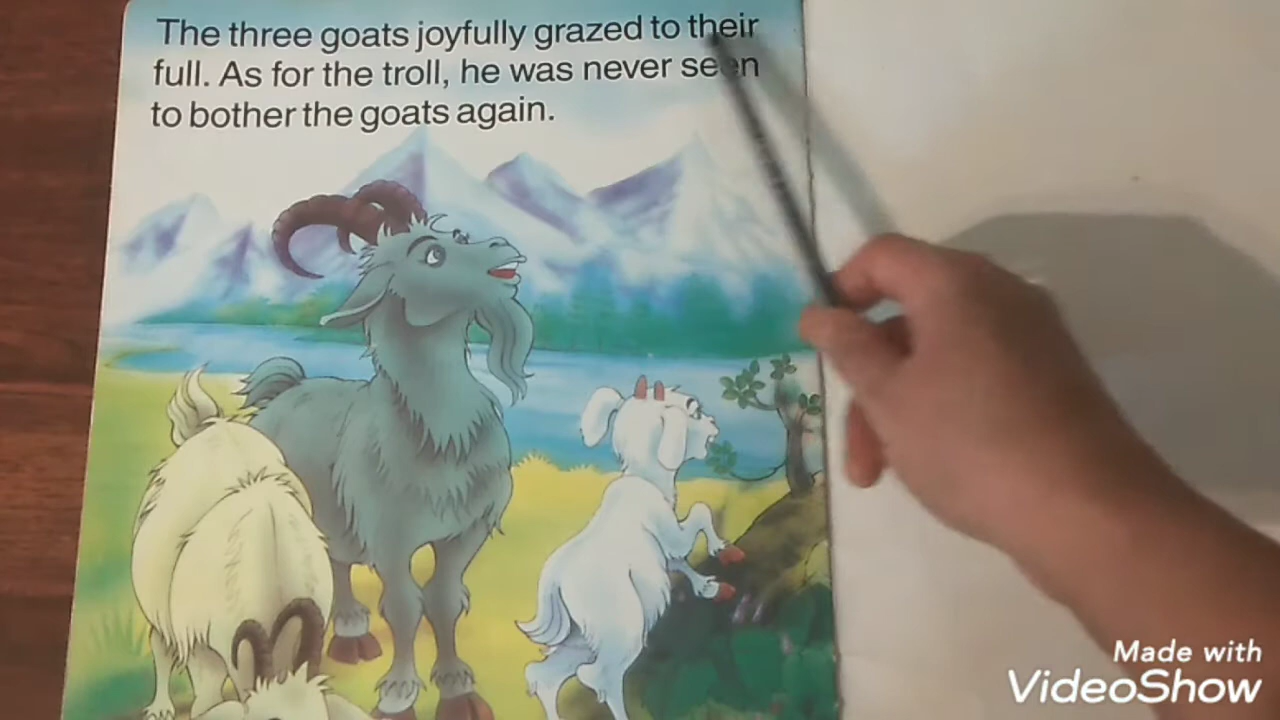 The three goats joyfully grazed to their
full. As for the troll, he was never seen
to bother the goats again.
Made with
VideoShow